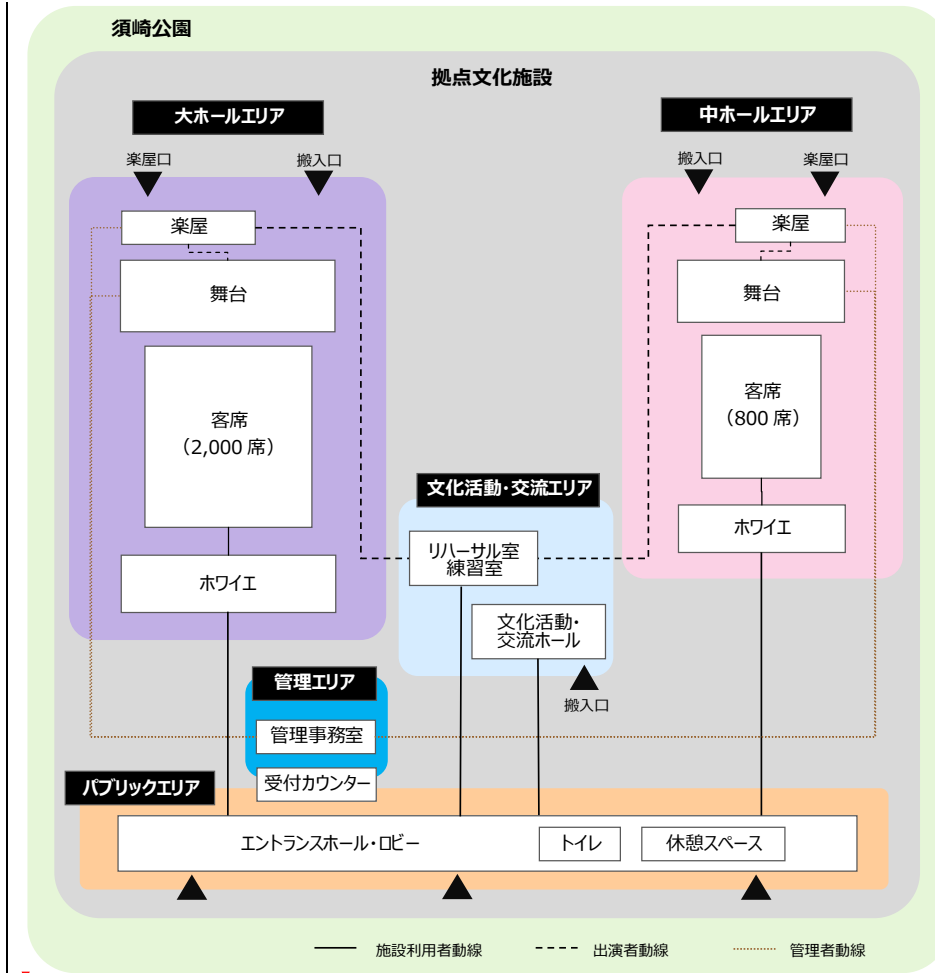 須崎公園
拠点文化施設
大ホールエリア
中ホールエリア
楽屋口
搬入口
搬入口
楽屋口
楽屋
楽屋
舞台
舞台
客席
（2,000 席）
客席
（800 席）
文化活動・交流エリア
ホワイエ
リハーサル室
練習室
ホワイエ
文化活動・
交流ホール
管理エリア
搬入口
管理事務室
受付カウンター
パブリックエリア
エントランスホール・ロビー
トイレ
休憩スペース
施設利用者動線
出演者動線
管理者動線